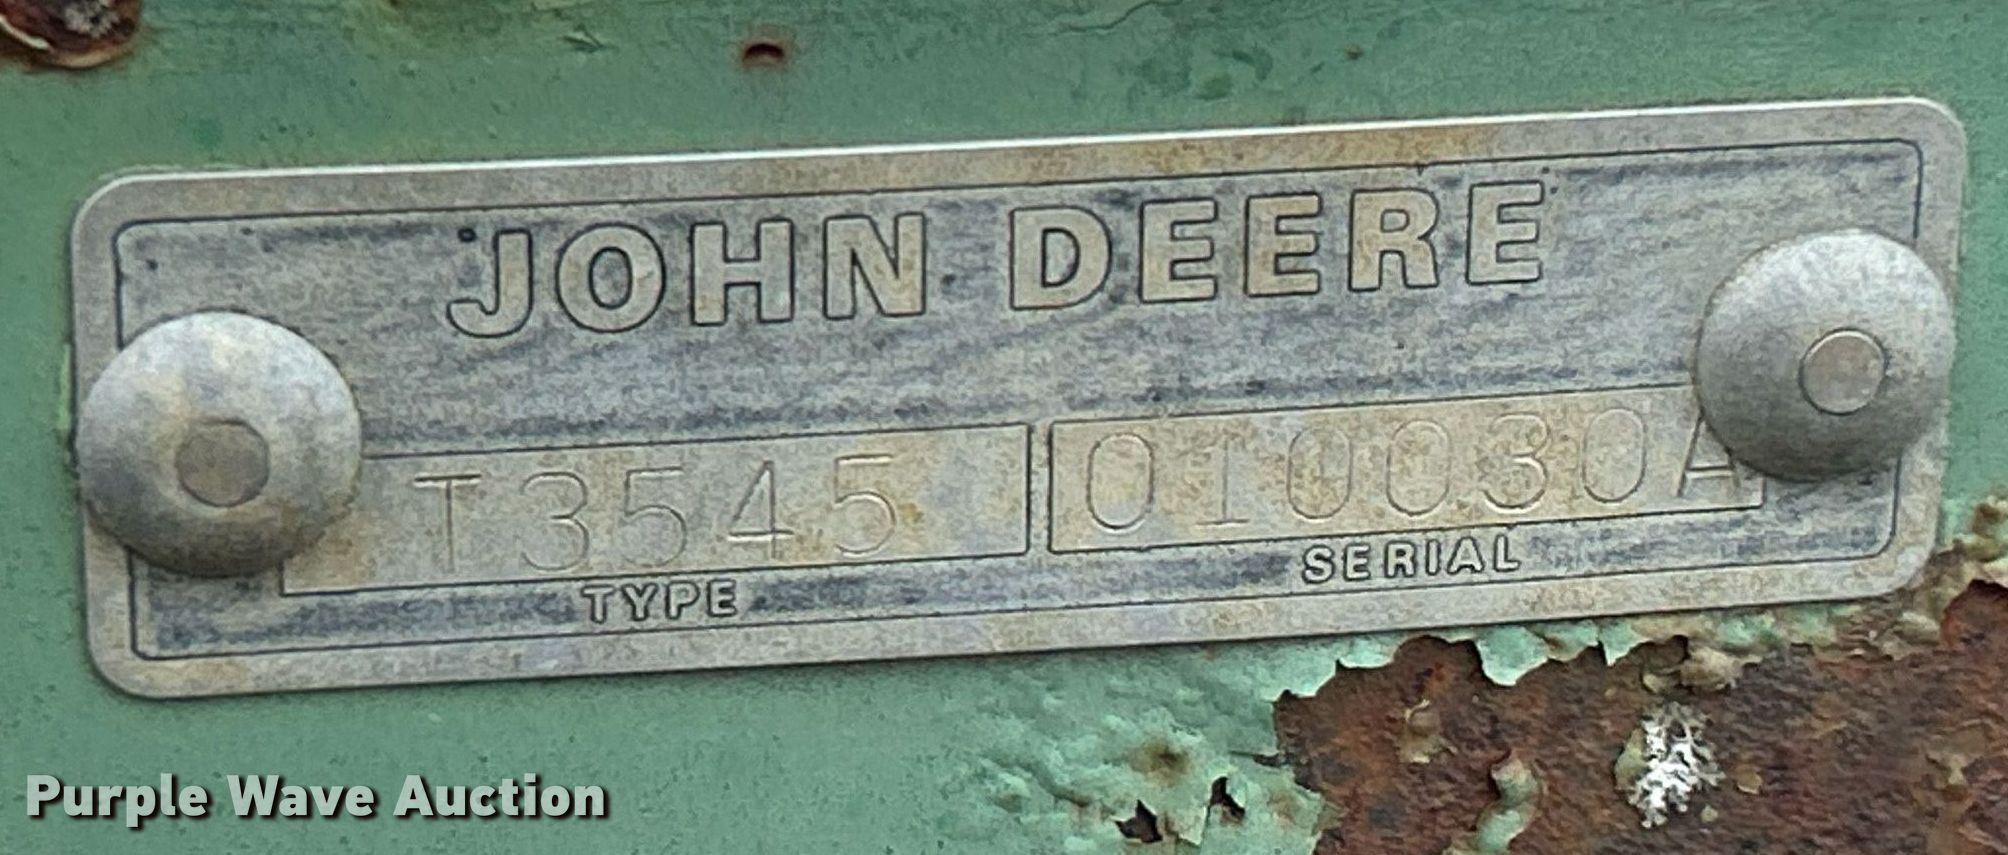 JOHN DEERE
T3545 010030A
TYPE SERIAL
Purple Wave Auction